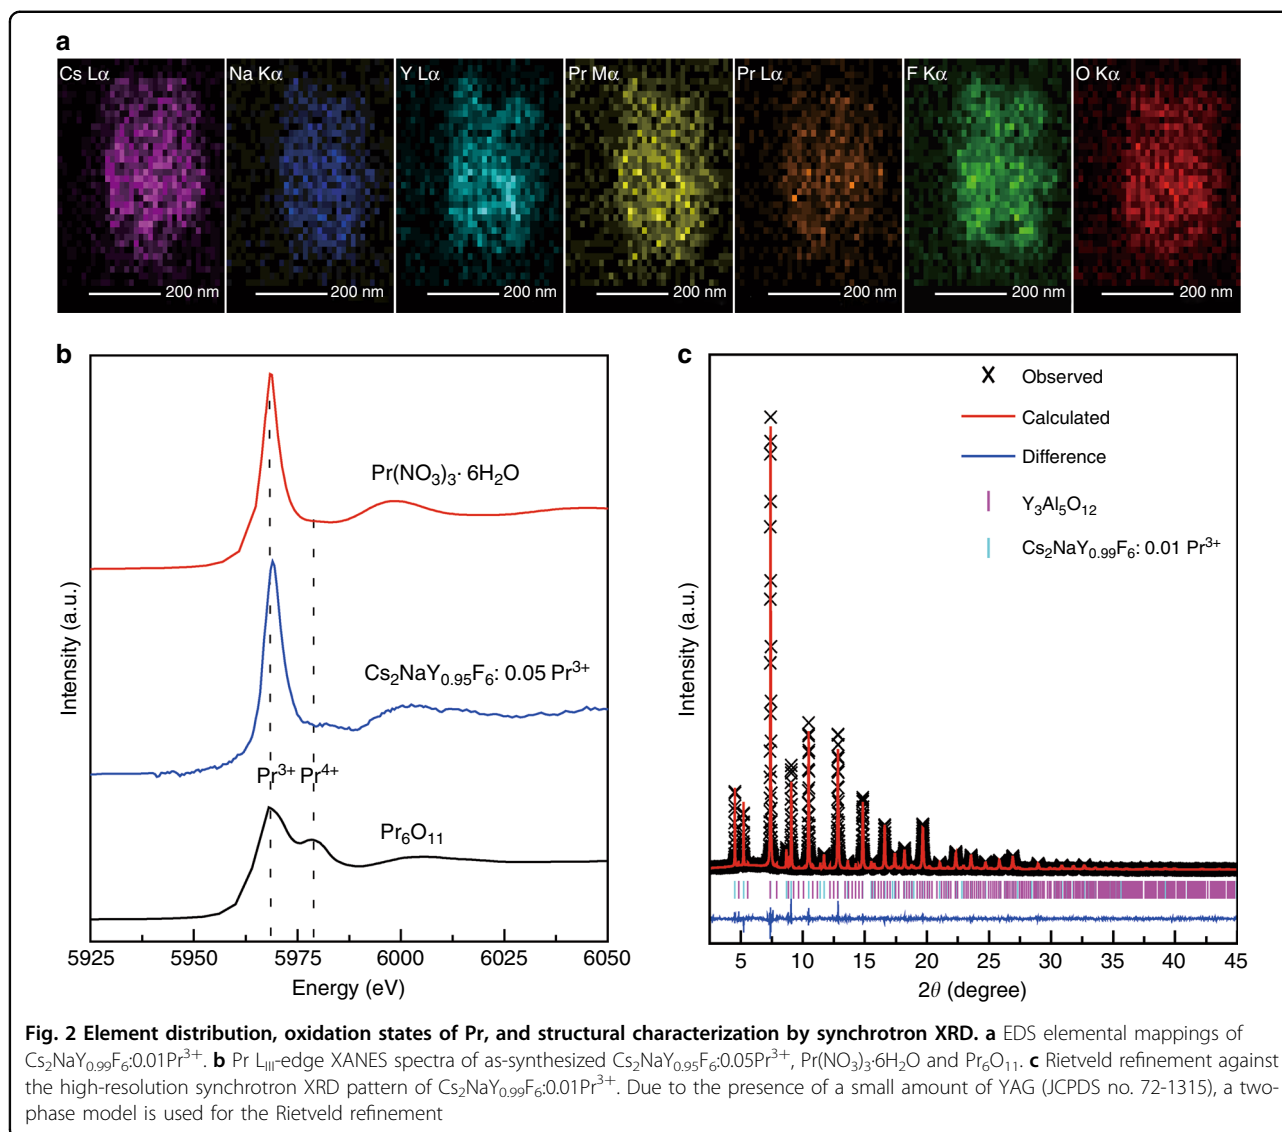 a
Cs Lα
Na Kα
Y Lα
Pr Mα
Pr Lα
F Kα
O Kα
200 nm
200 nm
200 nm
200 nm
200 nm
200 nm
200 nm
b
Intensity (a.u.)
Pr(NO₃)₃· 6H₂O
Cs₂NaY₀.₉₅F₆: 0.05 Pr³⁺
Pr³⁺
Pr⁴⁺
Pr₆O₁₁
5925
5950
5975
6000
6025
6050
Energy (eV)
c
Intensity (a.u.)
Observed
Calculated
Difference
Y₃Al₅O₁₂
Cs₂NaY₀.₉₉F₆: 0.01 Pr³⁺
5
10
15
20
25
30
35
40
45
2θ (degree)
Fig. 2 Element distribution, oxidation states of Pr, and structural characterization by synchrotron XRD. a EDS elemental mappings of
Cs₂NaY₀.₉₉F₆:0.01Pr³⁺. b Pr L_III-edge XANES spectra of as-synthesized Cs₂NaY₀.₉₅F₆:0.05Pr³⁺, Pr(NO₃)₃·6H₂O and Pr₆O₁₁. c Rietveld refinement against
the high-resolution synchrotron XRD pattern of Cs₂NaY₀.₉₉F₆:0.01Pr³⁺. Due to the presence of a small amount of YAG (JCPDS no. 72-1315), a two-
phase model is used for the Rietveld refinement